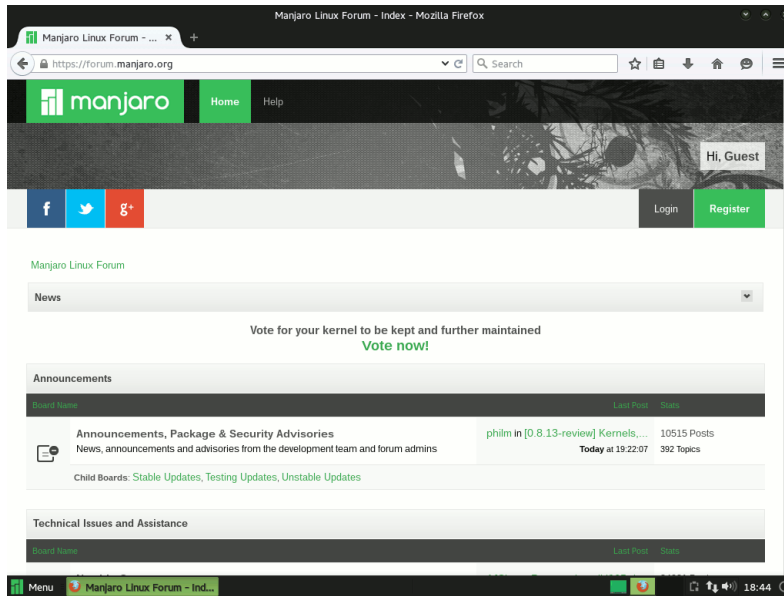 Manjaro Linux Forum - Index - Mozilla Firefox
Manjaro Linux Forum - ... × +
https://forum.manjaro.org Search
manjaro Home Help
Hi, Guest
f g+ Login Register
Manjaro Linux Forum
News
Vote for your kernel to be kept and further maintained
Vote now!
Announcements
Board Name Last Post Stats
Announcements, Package & Security Advisories philm in [0.8.13-review] Kernels,... 10515 Posts
News, announcements and advisories from the development team and forum admins Today at 19:22:07 392 Topics
Child Boards: Stable Updates, Testing Updates, Unstable Updates
Technical Issues and Assistance
Board Name Last Post Stats
Menu Manjaro Linux Forum - Ind... 18:44